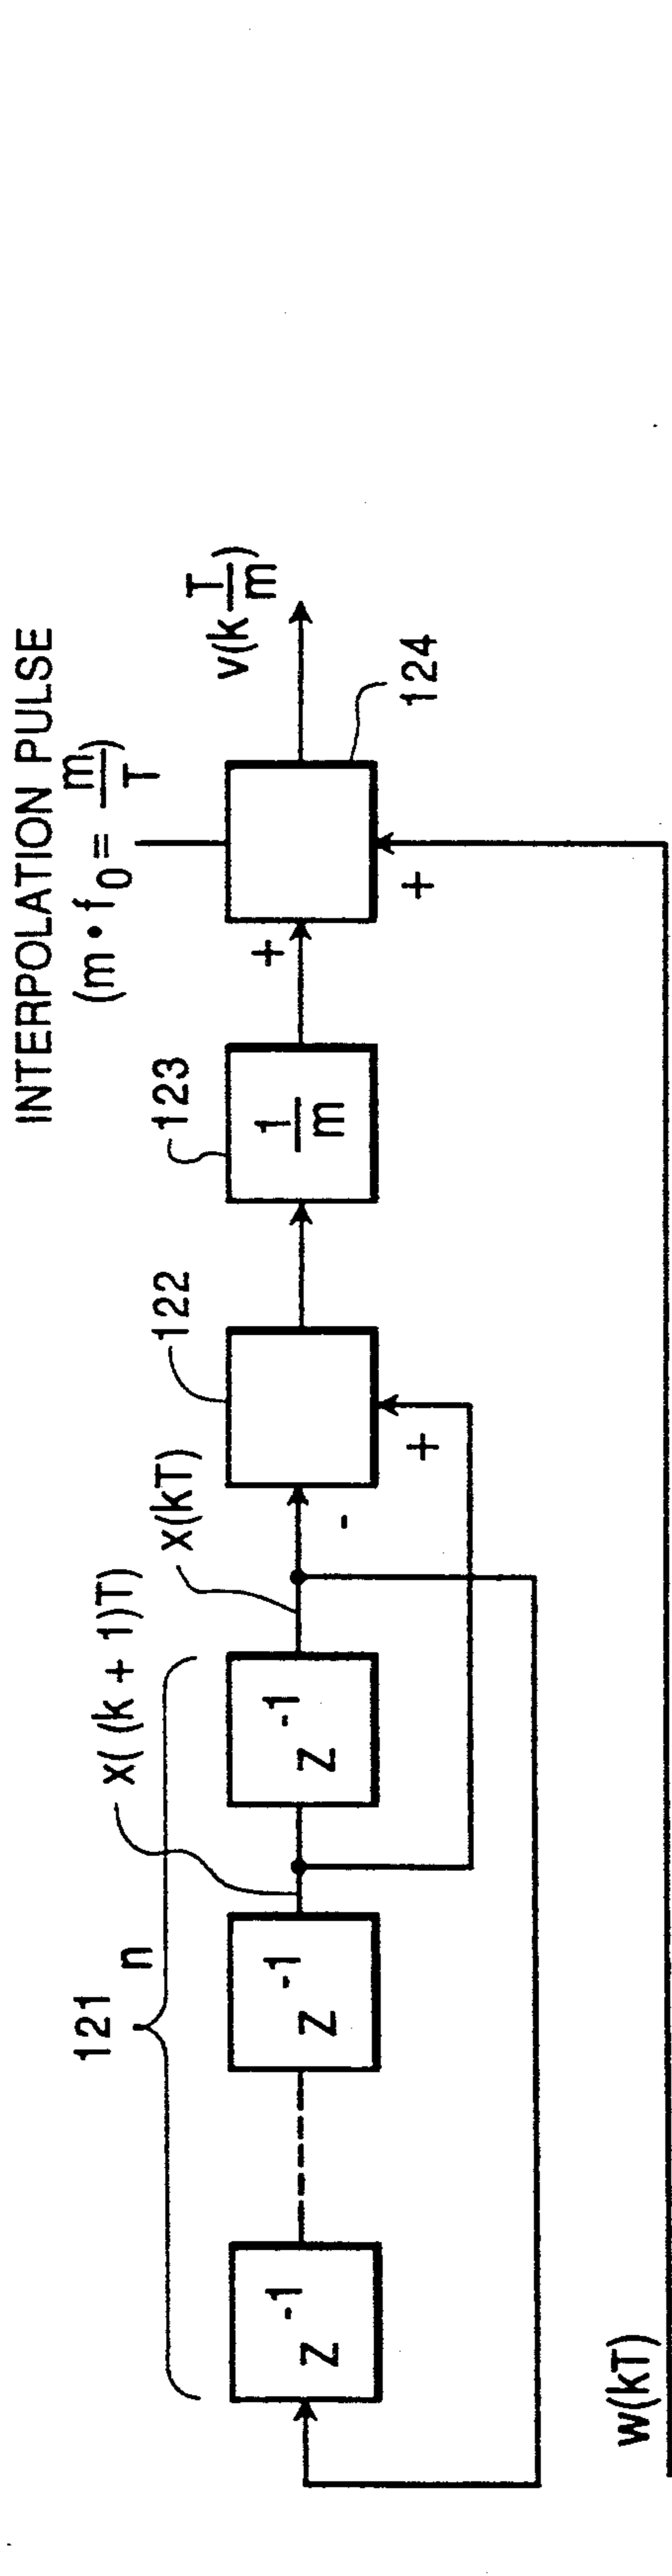 INTERPOLATION PULSE
(m • f0 = m/T)
121
n
x( (k + 1)T)
x(kT)
122
123
v(k T/m)
z-1
z-1
z-1
-
+
1/m
+
+
124
w(kT)